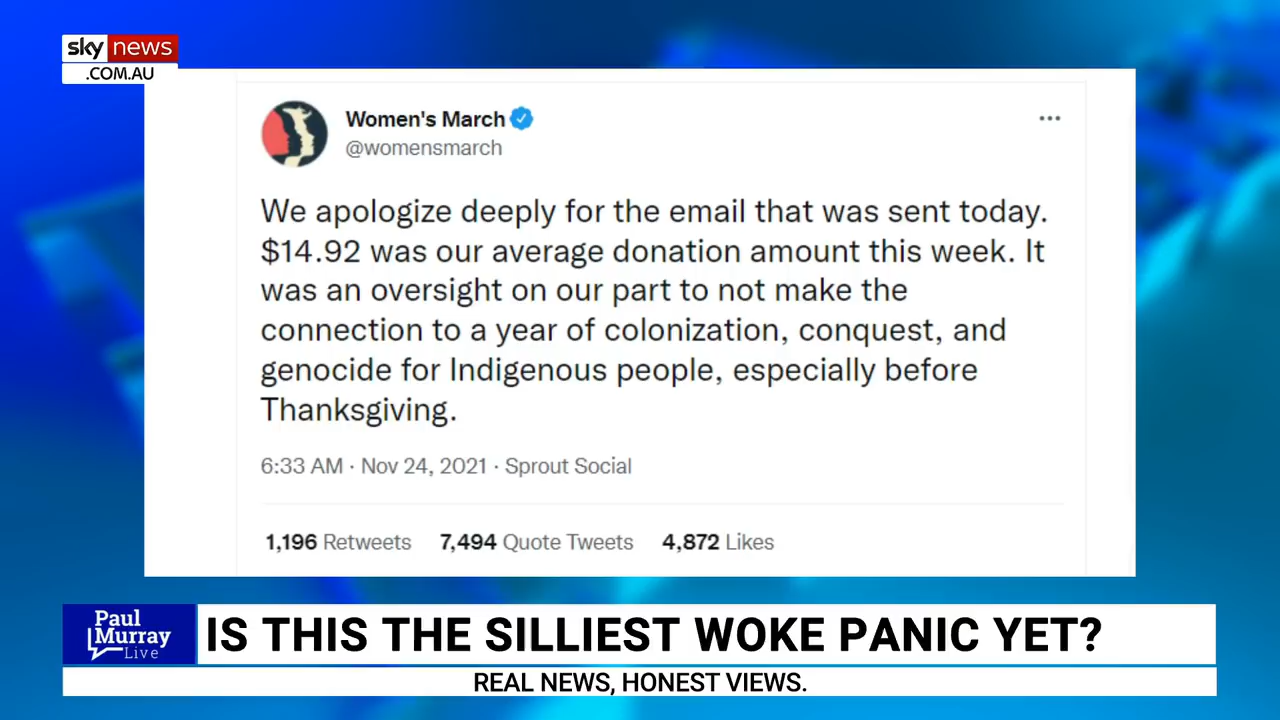 sky news
.COM.AU
Women's March
@womensmarch
We apologize deeply for the email that was sent today.
$14.92 was our average donation amount this week. It
was an oversight on our part to not make the
connection to a year of colonization, conquest, and
genocide for Indigenous people, especially before
Thanksgiving.
6:33 AM · Nov 24, 2021 · Sprout Social
1,196 Retweets 7,494 Quote Tweets 4,872 Likes
Paul
Murray
Live
IS THIS THE SILLIEST WOKE PANIC YET?
REAL NEWS, HONEST VIEWS.